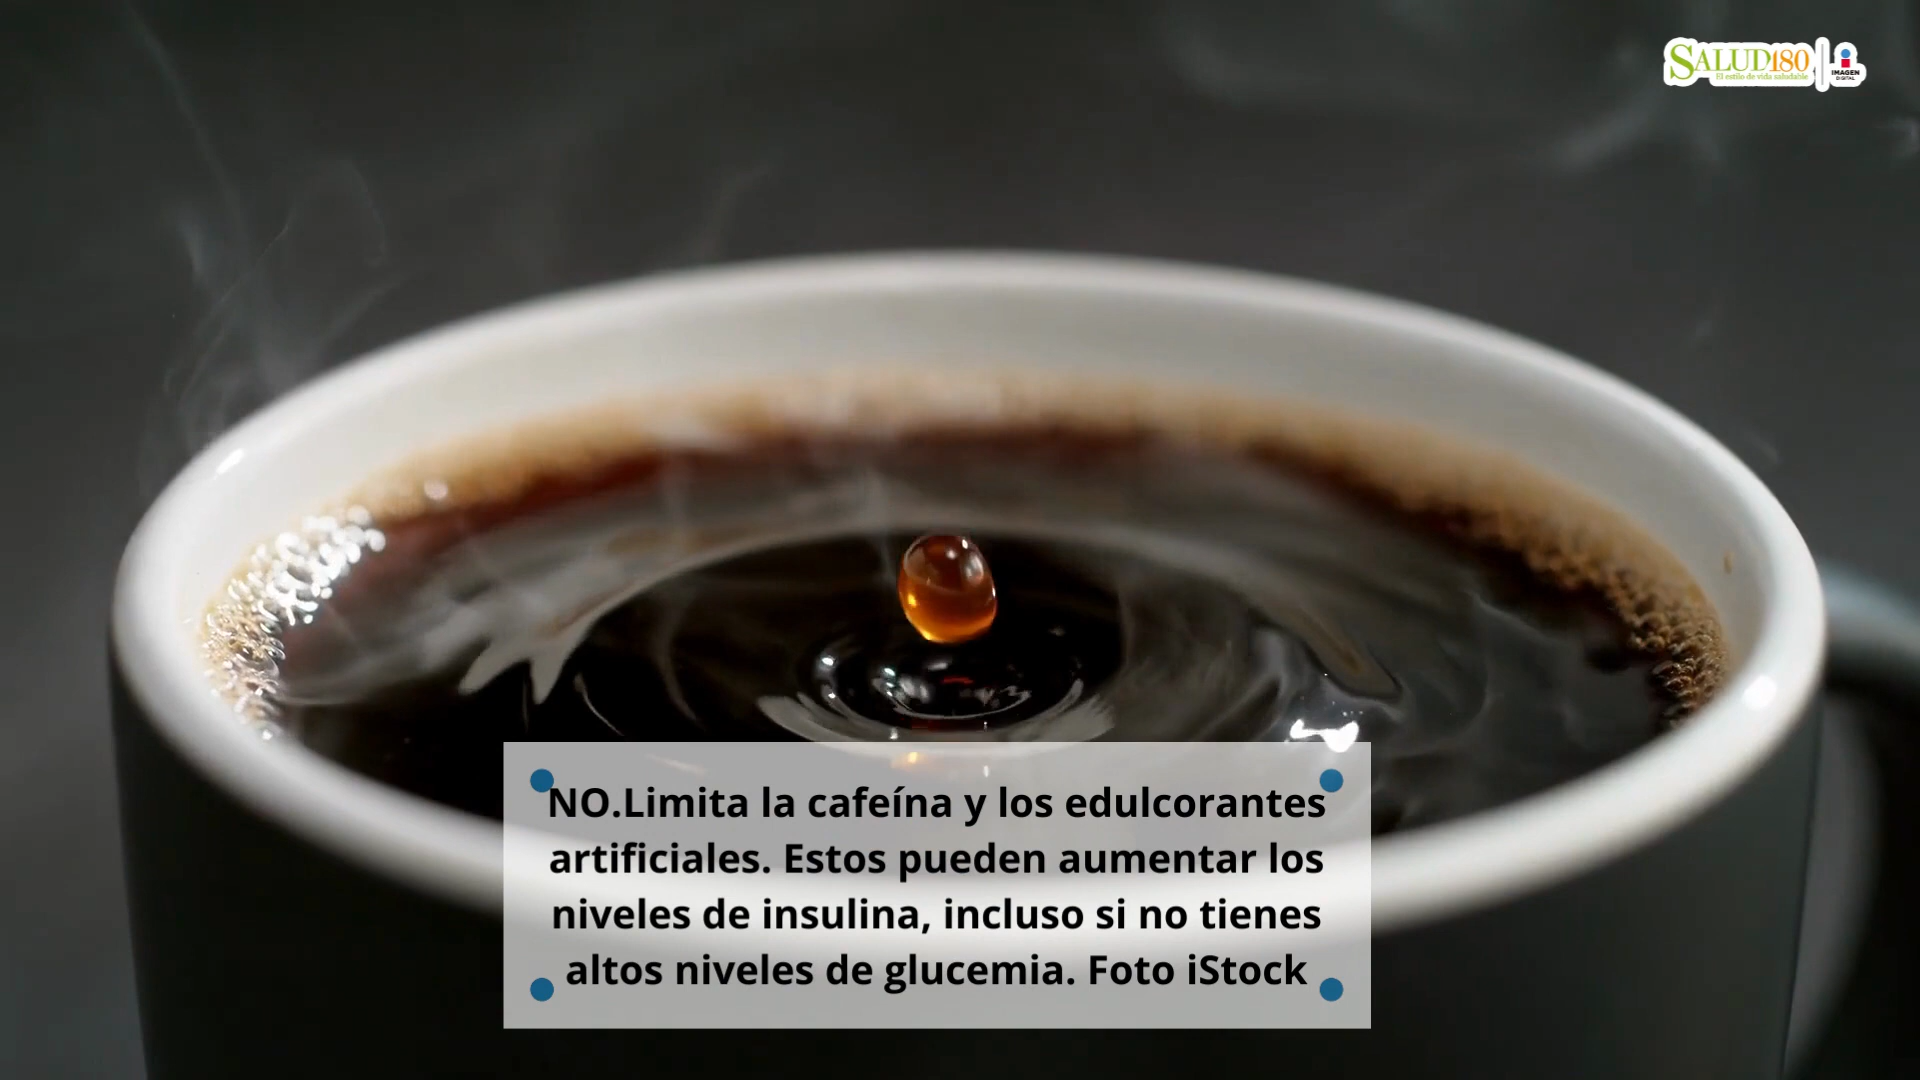 SALUD180
El estilo de vida saludable
IMAGEN
DIGITAL
NO.Limita la cafeína y los edulcorantes
artificiales. Estos pueden aumentar los
niveles de insulina, incluso si no tienes
altos niveles de glucemia. Foto iStock